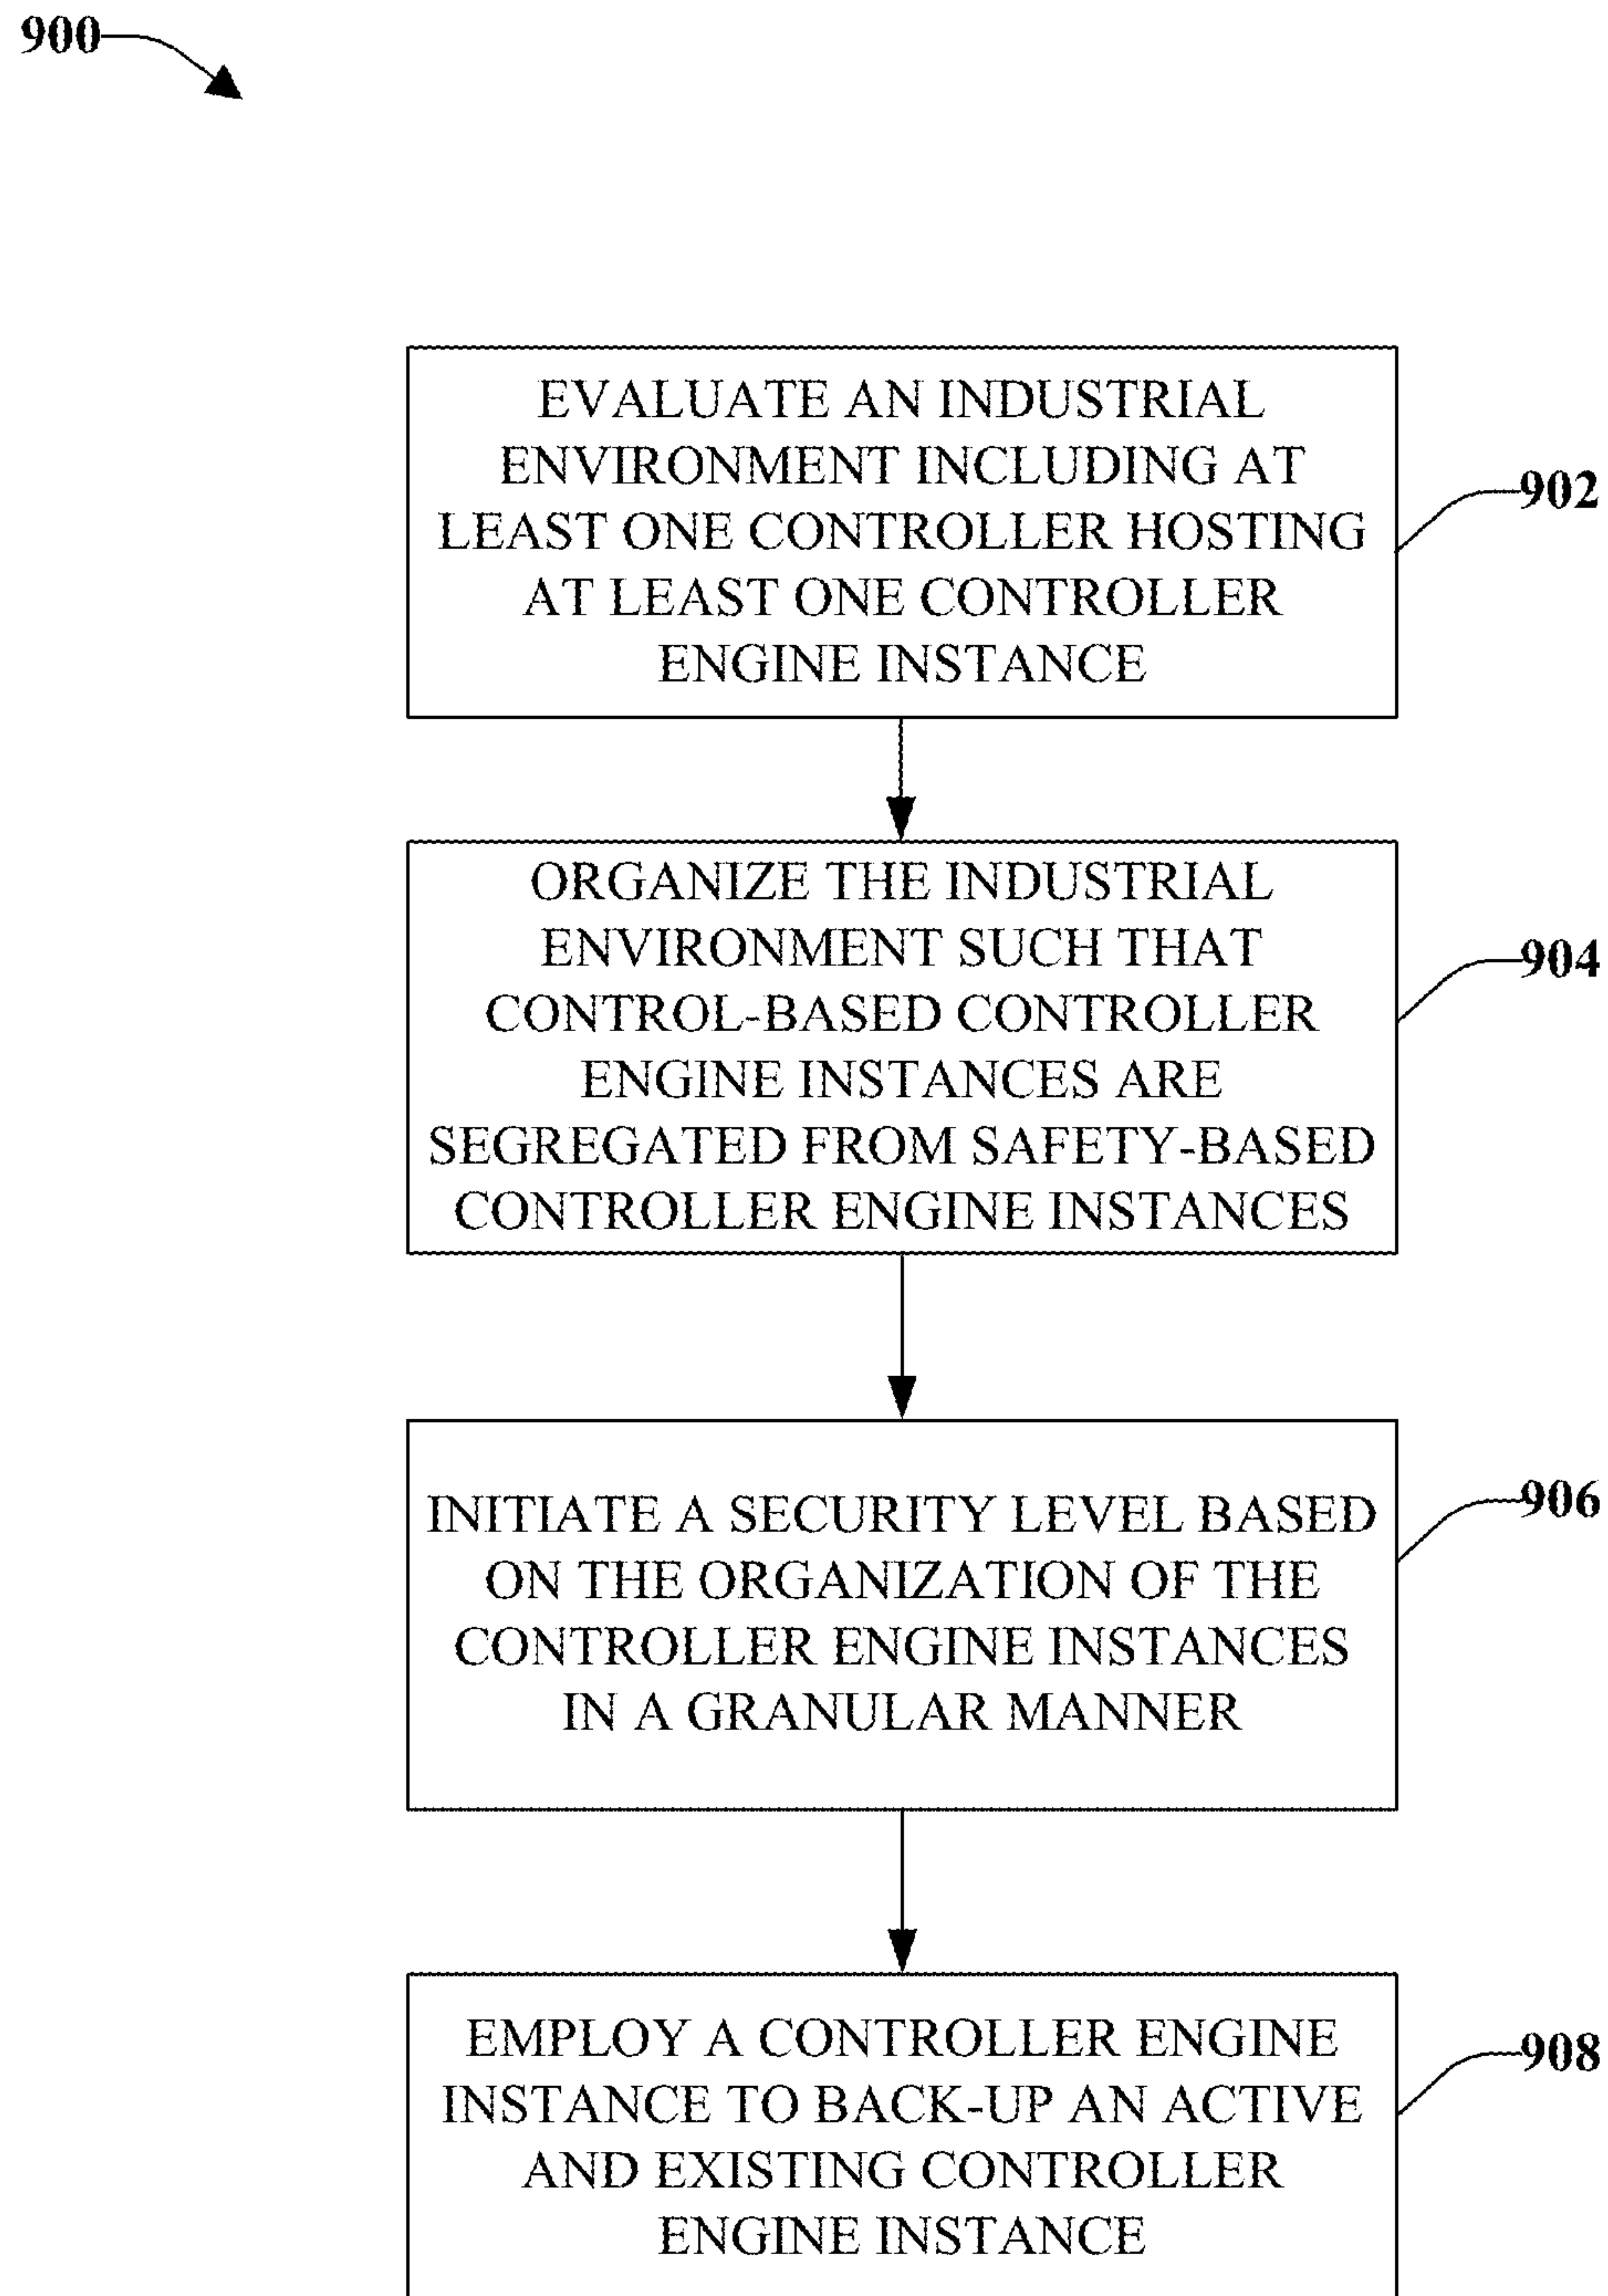 900
EVALUATE AN INDUSTRIAL
ENVIRONMENT INCLUDING AT
LEAST ONE CONTROLLER HOSTING
AT LEAST ONE CONTROLLER
ENGINE INSTANCE
902
ORGANIZE THE INDUSTRIAL
ENVIRONMENT SUCH THAT
CONTROL-BASED CONTROLLER
ENGINE INSTANCES ARE
SEGREGATED FROM SAFETY-BASED
CONTROLLER ENGINE INSTANCES
904
INITIATE A SECURITY LEVEL BASED
ON THE ORGANIZATION OF THE
CONTROLLER ENGINE INSTANCES
IN A GRANULAR MANNER
906
EMPLOY A CONTROLLER ENGINE
INSTANCE TO BACK-UP AN ACTIVE
AND EXISTING CONTROLLER
ENGINE INSTANCE
908